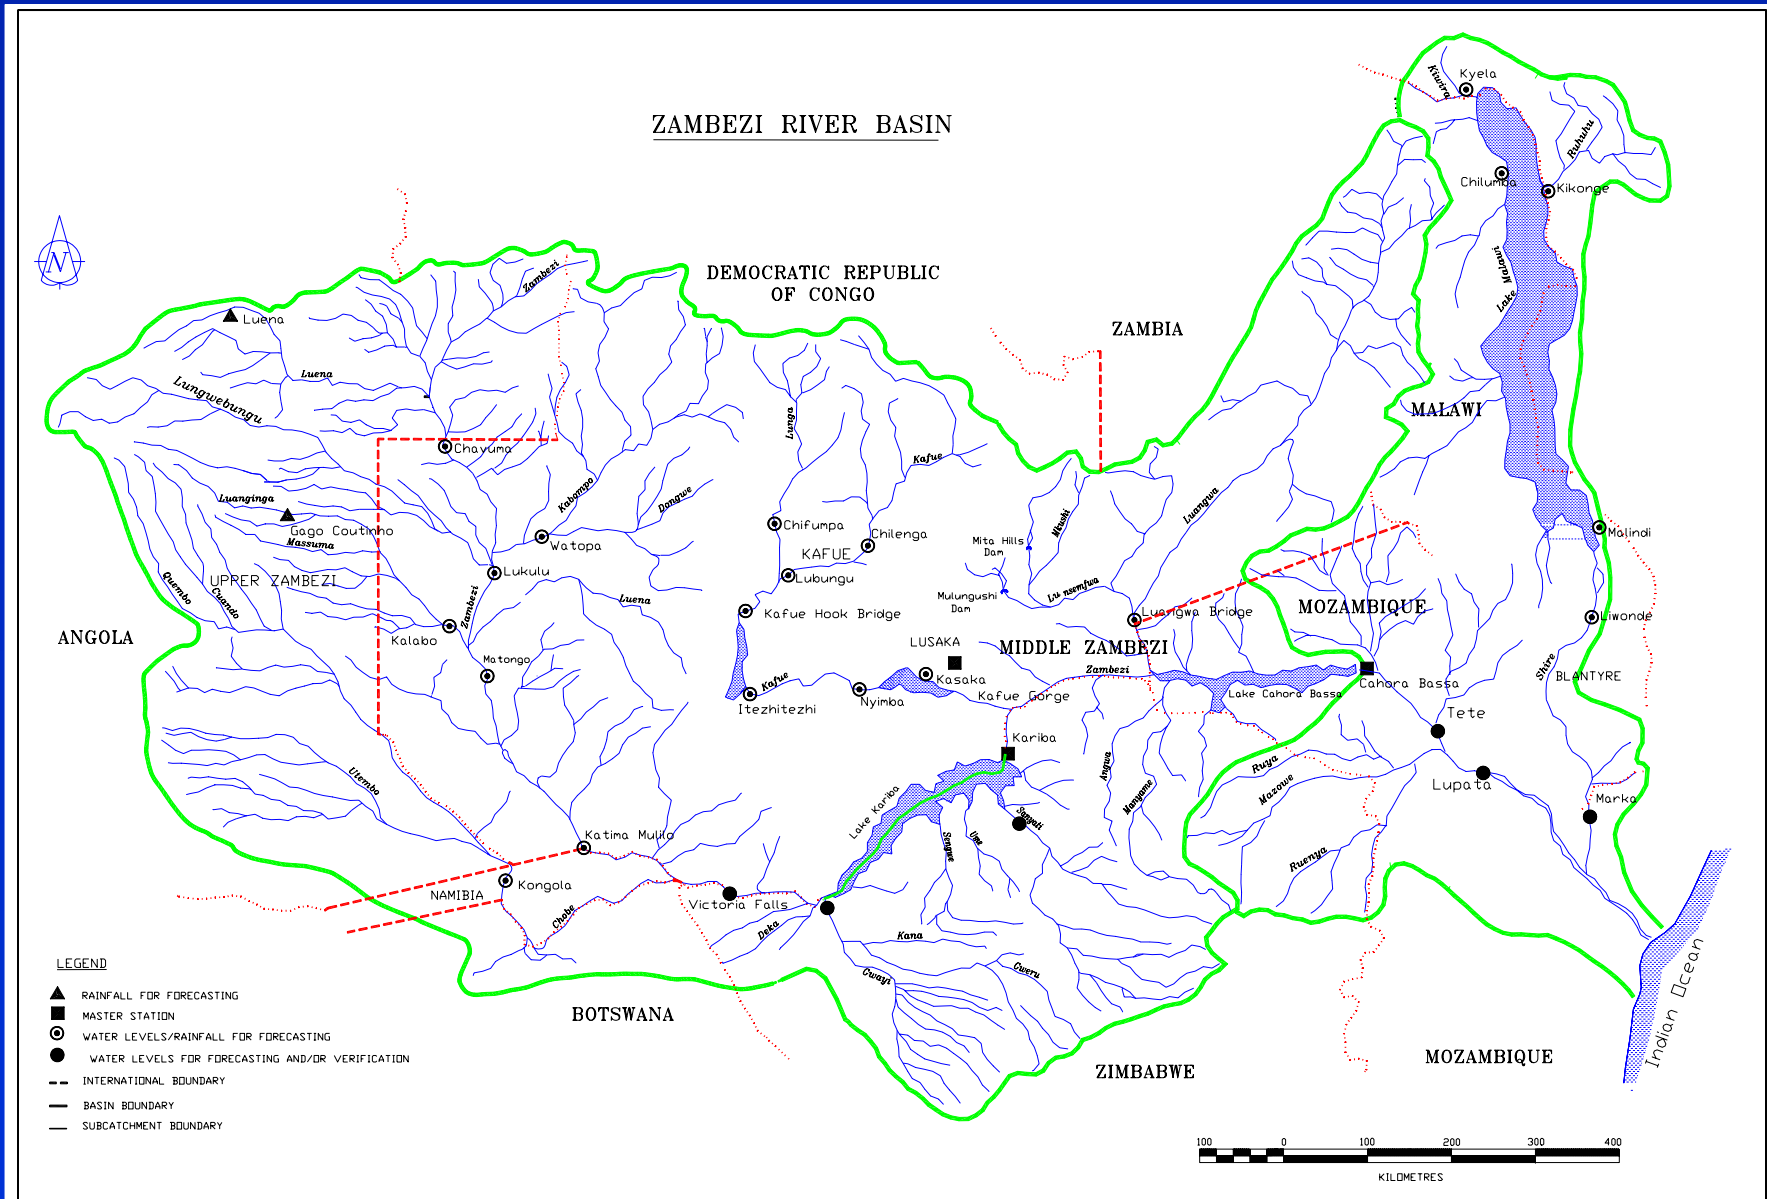 ZAMBEZI RIVER BASIN
N
DEMOCRATIC REPUBLIC
OF CONGO
ZAMBIA
MALAWI
MOZAMBIQUE
ANGOLA
NAMIBIA
BOTSWANA
ZIMBABWE
MOZAMBIQUE
UPPER ZAMBEZI
MIDDLE ZAMBEZI
KAFUE
LUSAKA
BLANTYRE
Indian Ocean
Kyela
Kiwira
Ruhuhu
Chilumba
Kikonge
Lake Malawi
Malindi
Liwonde
Shire
Marka
Zambezi
Luena
Luena
Lungwebungu
Chavuma
Luanginga
Gago Coutinho
Massuma
Quembo
Cuando
Kabompo
Dongwe
Watopa
Lukulu
Zambezi
Luena
Kalabo
Matongo
Utembo
Katima Mulilo
Kongola
Chobe
Victoria Falls
Deka
Gwayi
Kana
Gweru
Lunga
Kafue
Chifumpa
Chilenga
Lubungu
Kafue Hook Bridge
Itezhitezhi
Kafue
Nyimba
Kasaka
Kafue Gorge
Kariba
Lake Kariba
Sengwe
Ume
Sanyati
Mkushi
Mita Hills
Dam
Mulungushi
Dam
Lu nsemfwa
Luangwa
Luangwa Bridge
Zambezi
Lake Cahora Bassa
Cahora Bassa
Tete
Lupata
Angwa
Manyame
Ruya
Mazowe
Ruenya
LEGEND
RAINFALL FOR FORECASTING
MASTER STATION
WATER LEVELS/RAINFALL FOR FORECASTING
WATER LEVELS FOR FORECASTING AND/OR VERIFICATION
INTERNATIONAL BOUNDARY
BASIN BOUNDARY
SUBCATCHMENT BOUNDARY
100 0 100 200 300 400
KILOMETRES